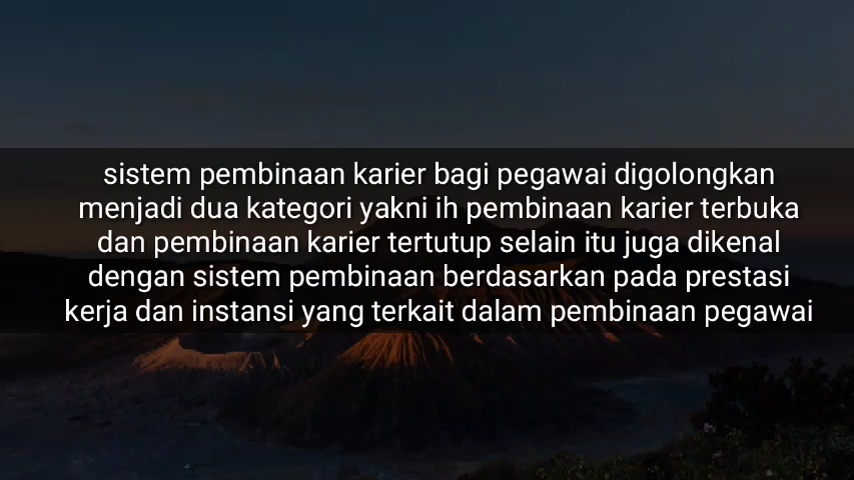 sistem pembinaan karier bagi pegawai digolongkan
menjadi dua kategori yakni ih pembinaan karier terbuka
dan pembinaan karier tertutup selain itu juga dikenal
dengan sistem pembinaan berdasarkan pada prestasi
kerja dan instansi yang terkait dalam pembinaan pegawai